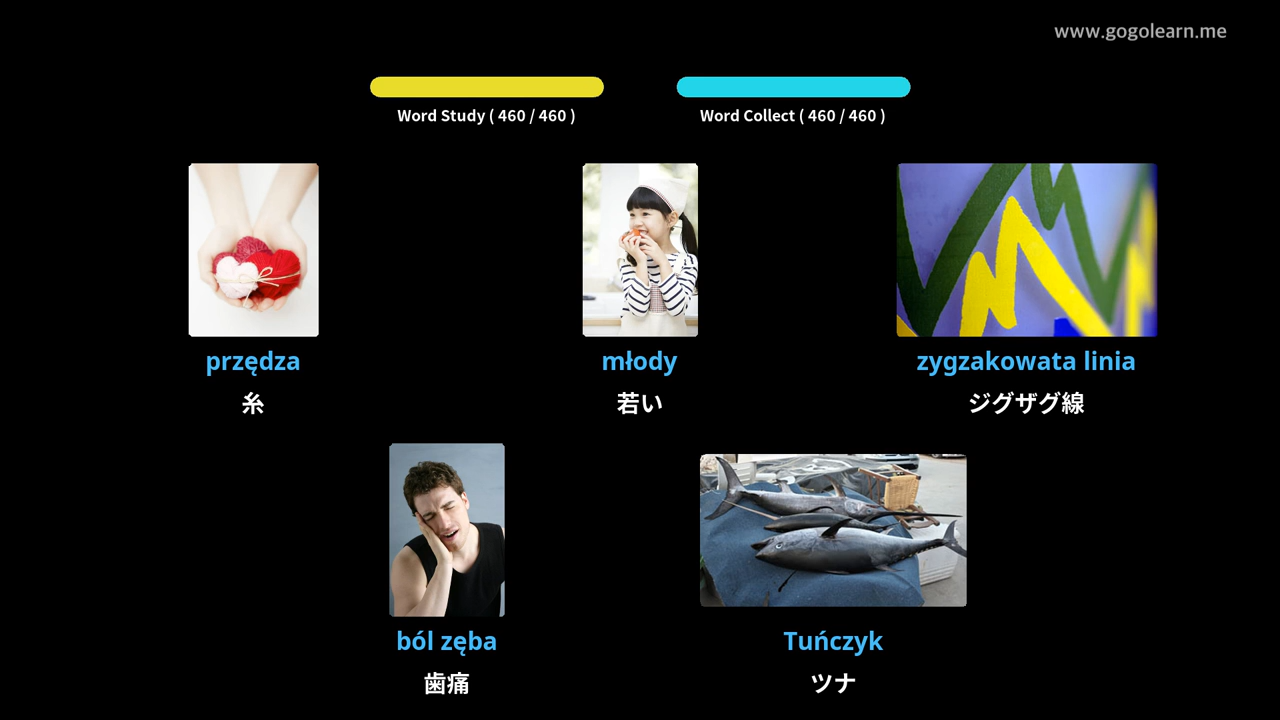 www.gogolearn.me
Word Study ( 460 / 460 )
Word Collect ( 460 / 460 )
przędza
糸
młody
若い
zygzakowata linia
ジグザグ線
ból zęba
歯痛
Tuńczyk
ツナ